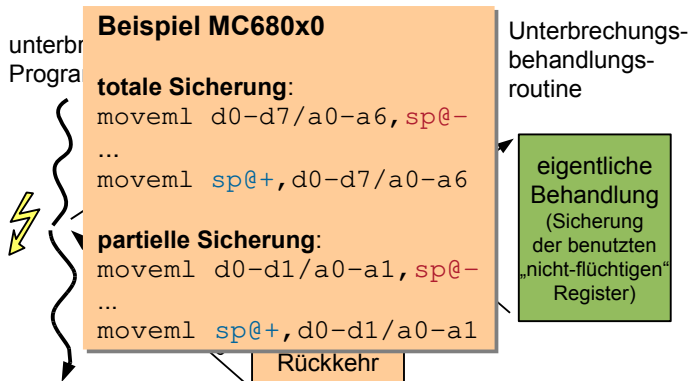 unterbr
Program
Beispiel MC680x0
totale Sicherung:
moveml d0-d7/a0-a6,sp@-
...
moveml sp@+,d0-d7/a0-a6
partielle Sicherung:
moveml d0-d1/a0-a1,sp@-
...
moveml sp@+,d0-d1/a0-a1
Rückkehr
Unterbrechungs-
behandlungs-
routine
eigentliche
Behandlung
(Sicherung
der benutzten
„nicht-flüchtigen“
Register)